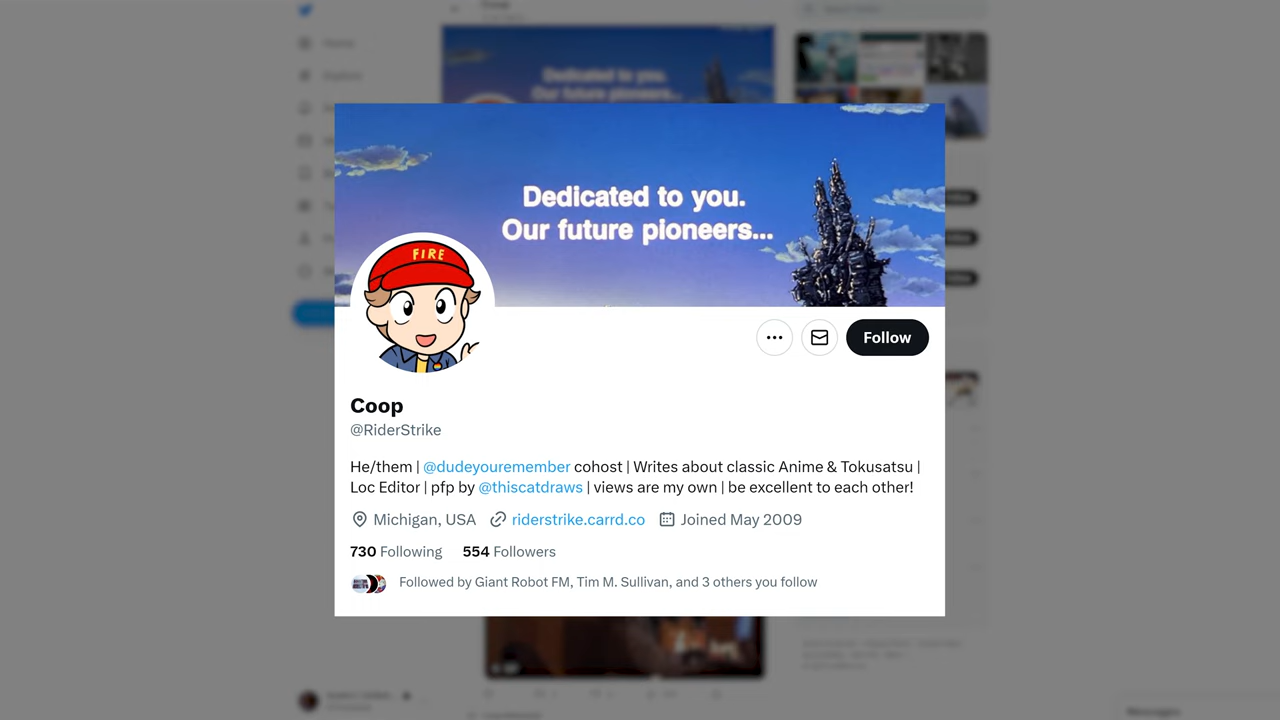 Dedicated to you.
Our future pioneers...
FIRE
Follow
Coop
@RiderStrike
He/them | @dudeyouremember cohost | Writes about classic Anime & Tokusatsu |
Loc Editor | pfp by @thiscatdraws | views are my own | be excellent to each other!
Michigan, USA riderstrike.carrd.co Joined May 2009
730 Following 554 Followers
Followed by Giant Robot FM, Tim M. Sullivan, and 3 others you follow